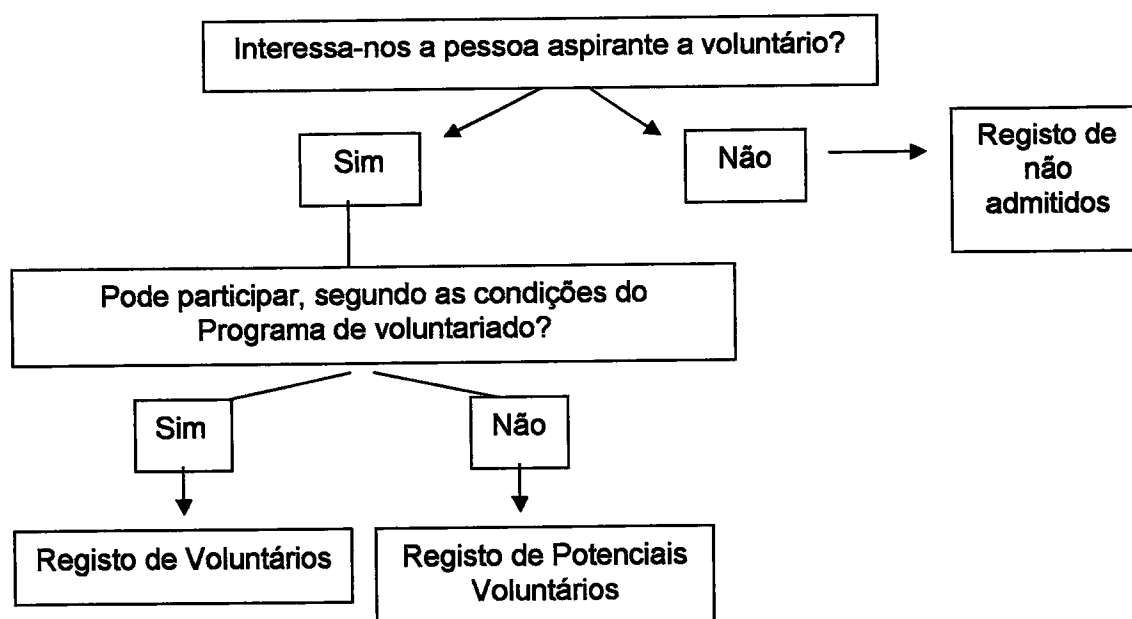 Interessa-nos a pessoa aspirante a voluntário?
Sim
Não
Registo de
não
admitidos
Pode participar, segundo as condições do
Programa de voluntariado?
Sim
Não
Registo de Voluntários
Registo de Potenciais
Voluntários